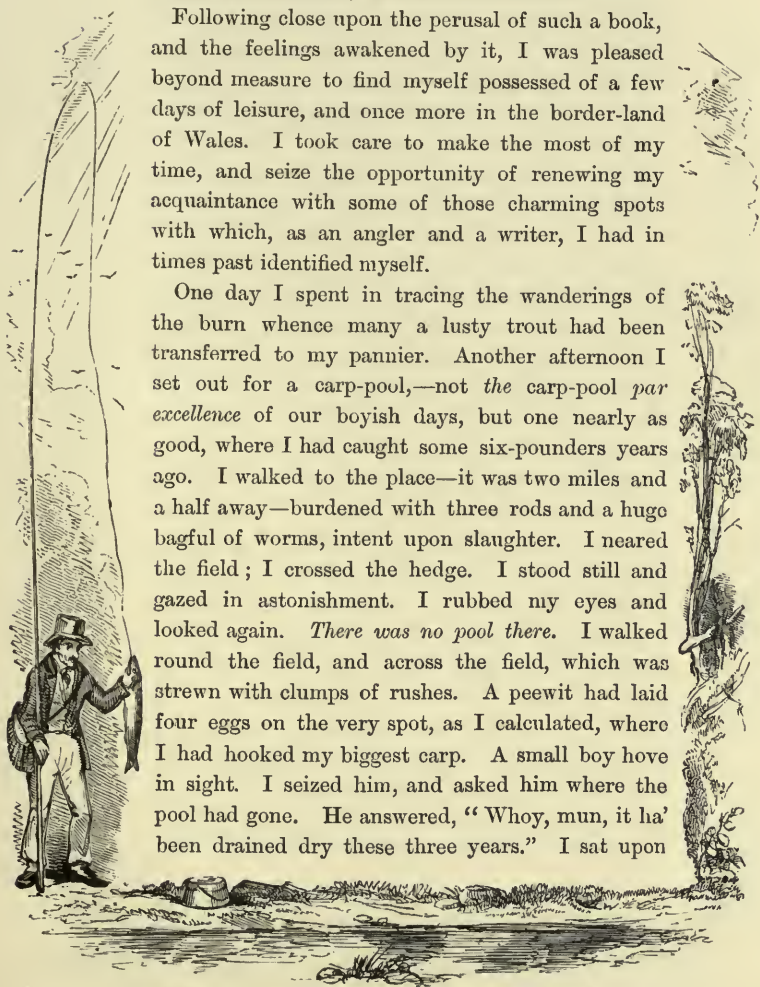 Following close upon the perusal of such a book,
and the feelings awakened by it, I was pleased
beyond measure to find myself possessed of a few
days of leisure, and once more in the border-land
of Wales. I took care to make the most of my
time, and seize the opportunity of renewing my
acquaintance with some of those charming spots
with which, as an angler and a writer, I had in
times past identified myself.
One day I spent in tracing the wanderings of
the burn whence many a lusty trout had been
transferred to my pannier. Another afternoon I
set out for a carp-pool,—not the carp-pool par
excellence of our boyish days, but one nearly as
good, where I had caught some six-pounders years
ago. I walked to the place—it was two miles and
a half away—burdened with three rods and a huge
bagful of worms, intent upon slaughter. I neared
the field; I crossed the hedge. I stood still and
gazed in astonishment. I rubbed my eyes and
looked again. There was no pool there. I walked
round the field, and across the field, which was
strewn with clumps of rushes. A peewit had laid
four eggs on the very spot, as I calculated, where
I had hooked my biggest carp. A small boy hove
in sight. I seized him, and asked him where the
pool had gone. He answered, “Whoy, mun, it ha’
been drained dry these three years.” I sat upon